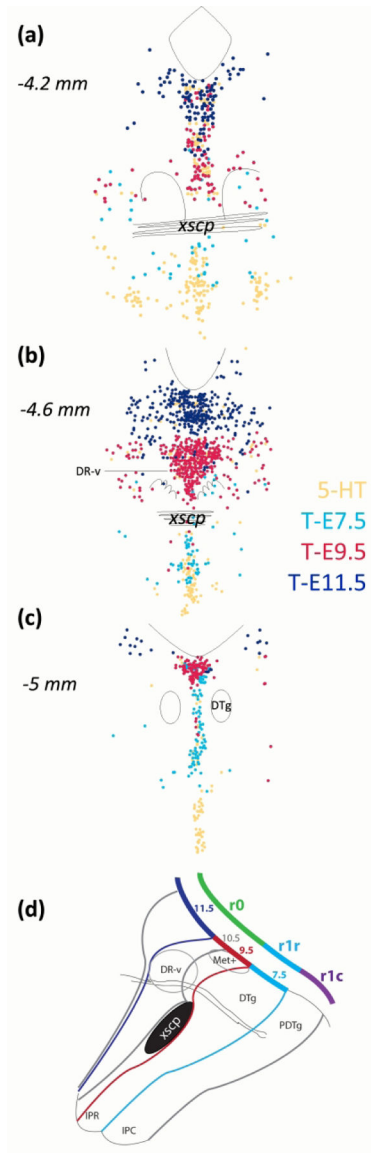 (a)
-4.2 mm
xscp
(b)
-4.6 mm
DR-v
xscp
5-HT
T-E7.5
T-E9.5
T-E11.5
(c)
-5 mm
DTg
(d)
11.5
r0
10.5
9.5
r1r
Met+
7.5
r1c
DR-v
DTg
PDTg
xscp
IPR
IPC